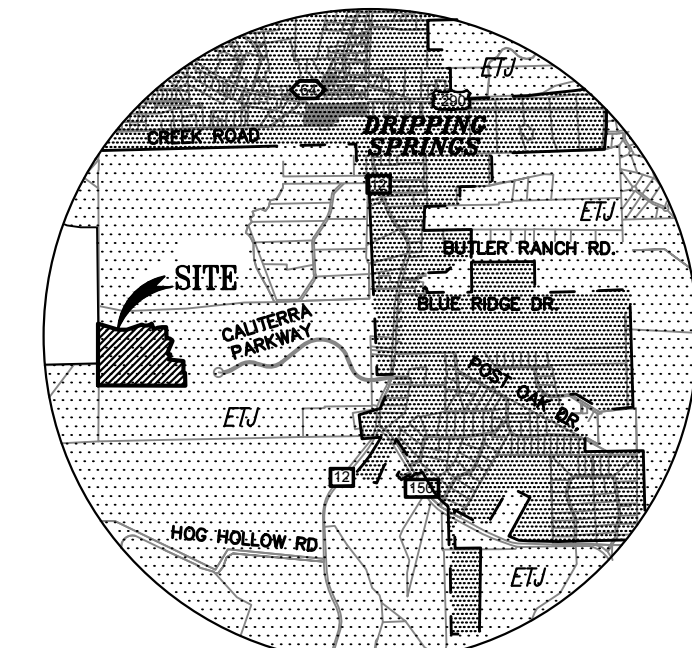 ETJ
64
290
CREEK ROAD
DRIPPING
SPRINGS
12
ETJ
BUTLER RANCH RD.
SITE
BLUE RIDGE DR.
CALITERRA
PARKWAY
POST OAK DR.
ETJ
12
150
HOG HOLLOW RD
ETJ